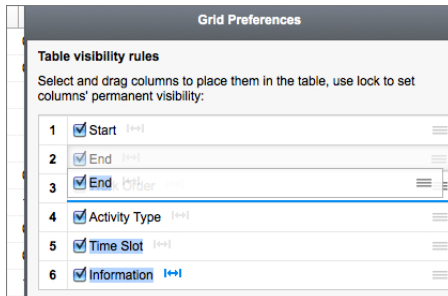 Grid Preferences
Table visibility rules
Select and drag columns to place them in the table, use lock to set
columns' permanent visibility:
1 Start
2 End
End
3 Order
4 Activity Type
5 Time Slot
6 Information